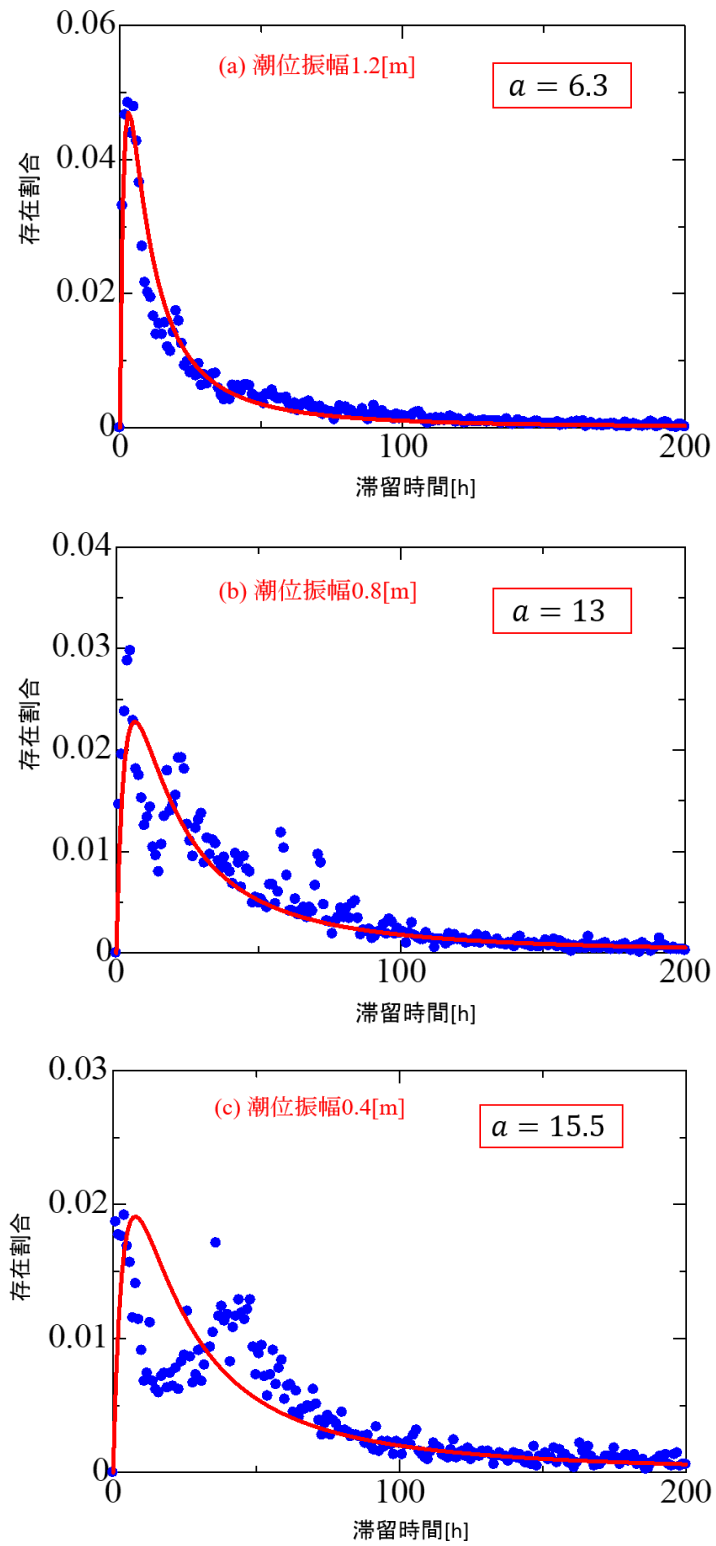 0.06
(a) 潮位振幅1.2[m]
a = 6.3
0.04
存在割合
0.02
0
0
100
200
滞留時間[h]
0.04
(b) 潮位振幅0.8[m]
a = 13
0.03
存在割合
0.02
0.01
0
0
100
200
滞留時間[h]
0.03
(c) 潮位振幅0.4[m]
a = 15.5
0.02
存在割合
0.01
0
0
100
200
滞留時間[h]